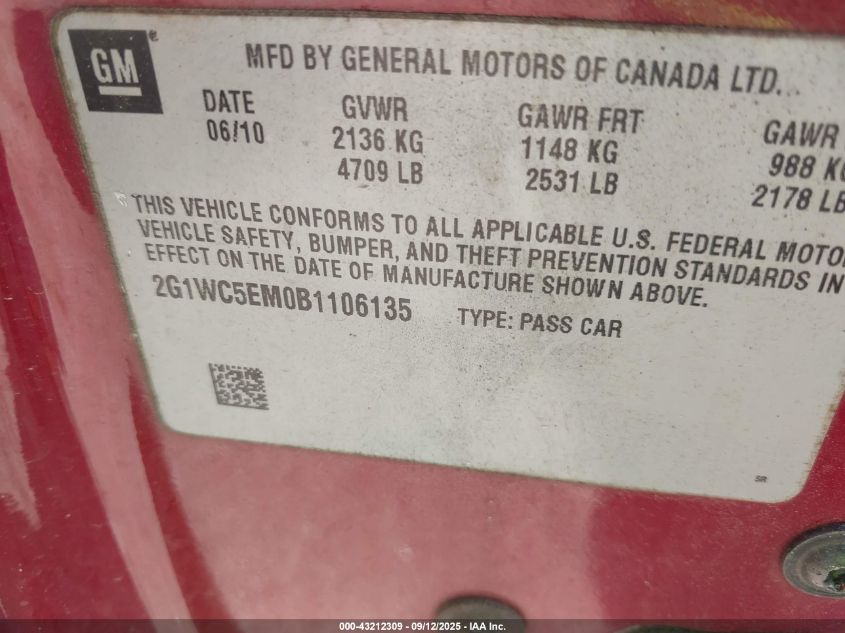 GM
MFD BY GENERAL MOTORS OF CANADA LTD.
DATE GVWR GAWR FRT GAWR
06/10 2136 KG 1148 KG 988 KG
4709 LB 2531 LB 2178 LB
THIS VEHICLE CONFORMS TO ALL APPLICABLE U.S. FEDERAL MOTO
VEHICLE SAFETY, BUMPER, AND THEFT PREVENTION STANDARDS IN
EFFECT ON THE DATE OF MANUFACTURE SHOWN ABOVE.
2G1WC5EM0B1106135 TYPE: PASS CAR
SR
000-43212309 - 09/12/2025 - IAA Inc.